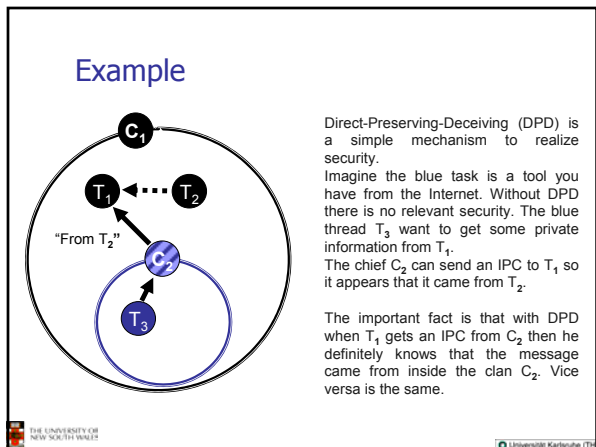 Example
C₁
T₁
T₂
"From T₂"
C₂
T₃
Direct-Preserving-Deceiving (DPD) is
a simple mechanism to realize
security.
Imagine the blue task is a tool you
have from the Internet. Without DPD
there is no relevant security. The blue
thread T₃ want to get some private
information from T₁.
The chief C₂ can send an IPC to T₁ so
it appears that it came from T₂.
The important fact is that with DPD
when T₁ gets an IPC from C₂ then he
definitely knows that the message
came from inside the clan C₂. Vice
versa is the same.
THE UNIVERSITY OF
NEW SOUTH WALES
Universität Karlsruhe (TH)